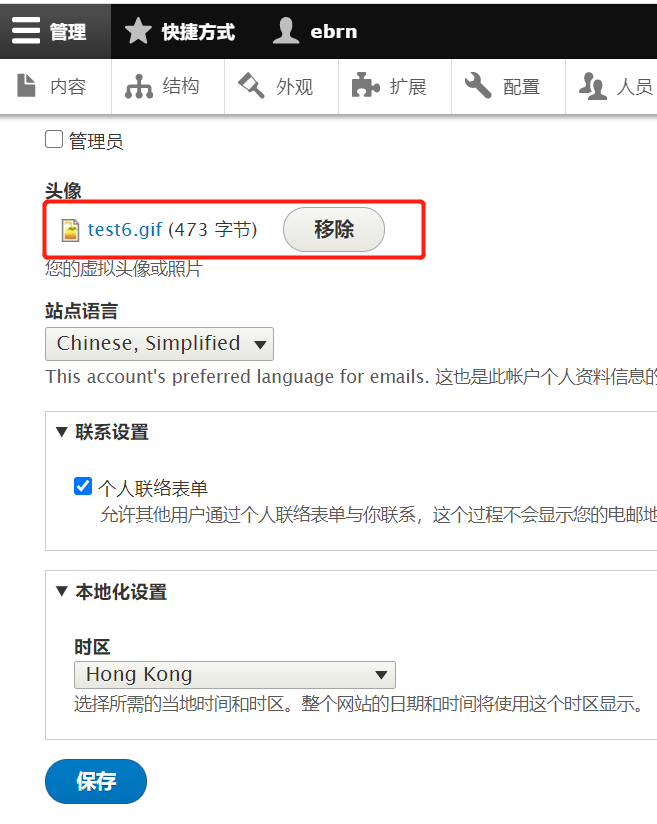 管理 快捷方式 ebrn
内容 结构 外观 扩展 配置 人员
管理员
头像
test6.gif (473 字节) 移除
您的虚拟头像或照片
站点语言
Chinese, Simplified
This account's preferred language for emails. 这也是此帐户个人资料信息的
联系设置
个人联络表单
允许其他用户通过个人联络表单与你联系，这个过程不会显示您的电邮地
本地化设置
时区
Hong Kong
选择所需的当地时间和时区。整个网站的日期和时间将使用这个时区显示。
保存